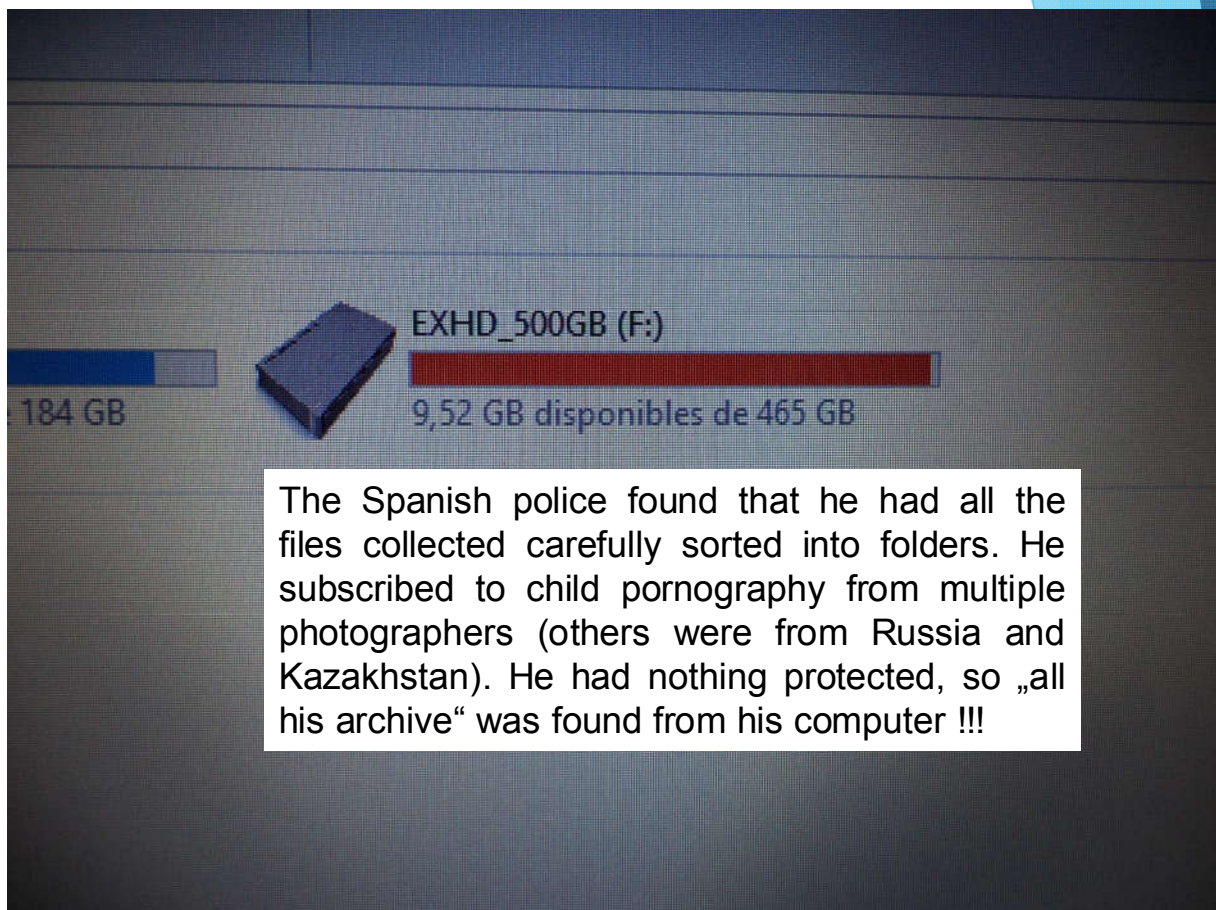 EXHD_500GB (F:)
184 GB
9,52 GB disponibles de 465 GB
The Spanish police found that he had all the
files collected carefully sorted into folders. He
subscribed to child pornography from multiple
photographers (others were from Russia and
Kazakhstan). He had nothing protected, so „all
his archive“ was found from his computer !!!